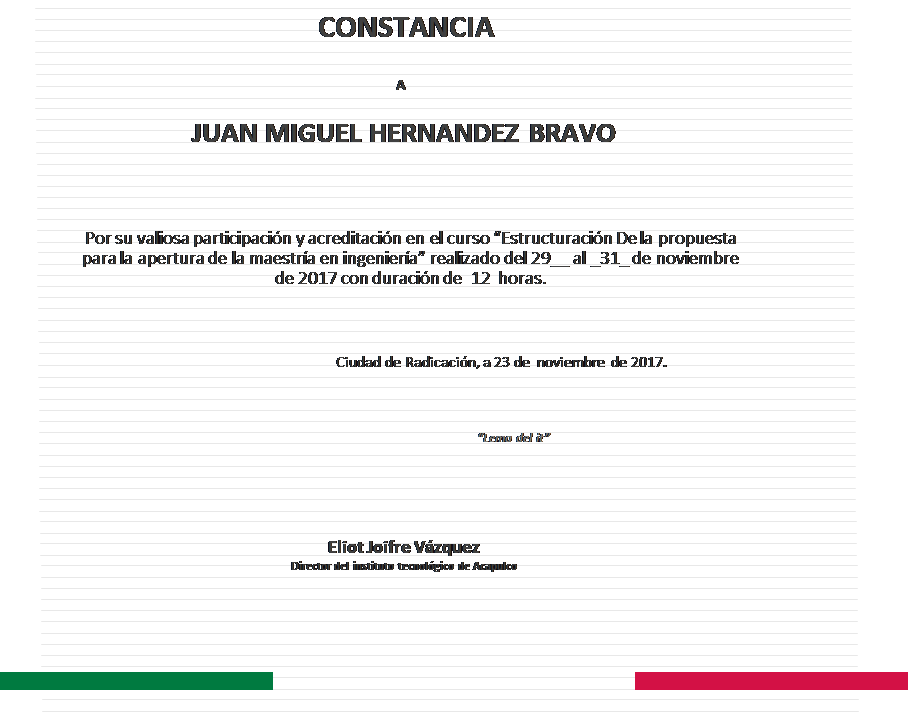 CONSTANCIA
A
JUAN MIGUEL HERNANDEZ BRAVO
Por su valiosa participación y acreditación en el curso “Estructuración De la propuesta
para la apertura de la maestría en ingeniería” realizado del 29__ al _31_ de noviembre
de 2017 con duración de 12 horas.
Ciudad de Radicación, a 23 de noviembre de 2017.
“Lema del it”
Eliot Joifre Vázquez
Director del instituto tecnológico de Acapulco